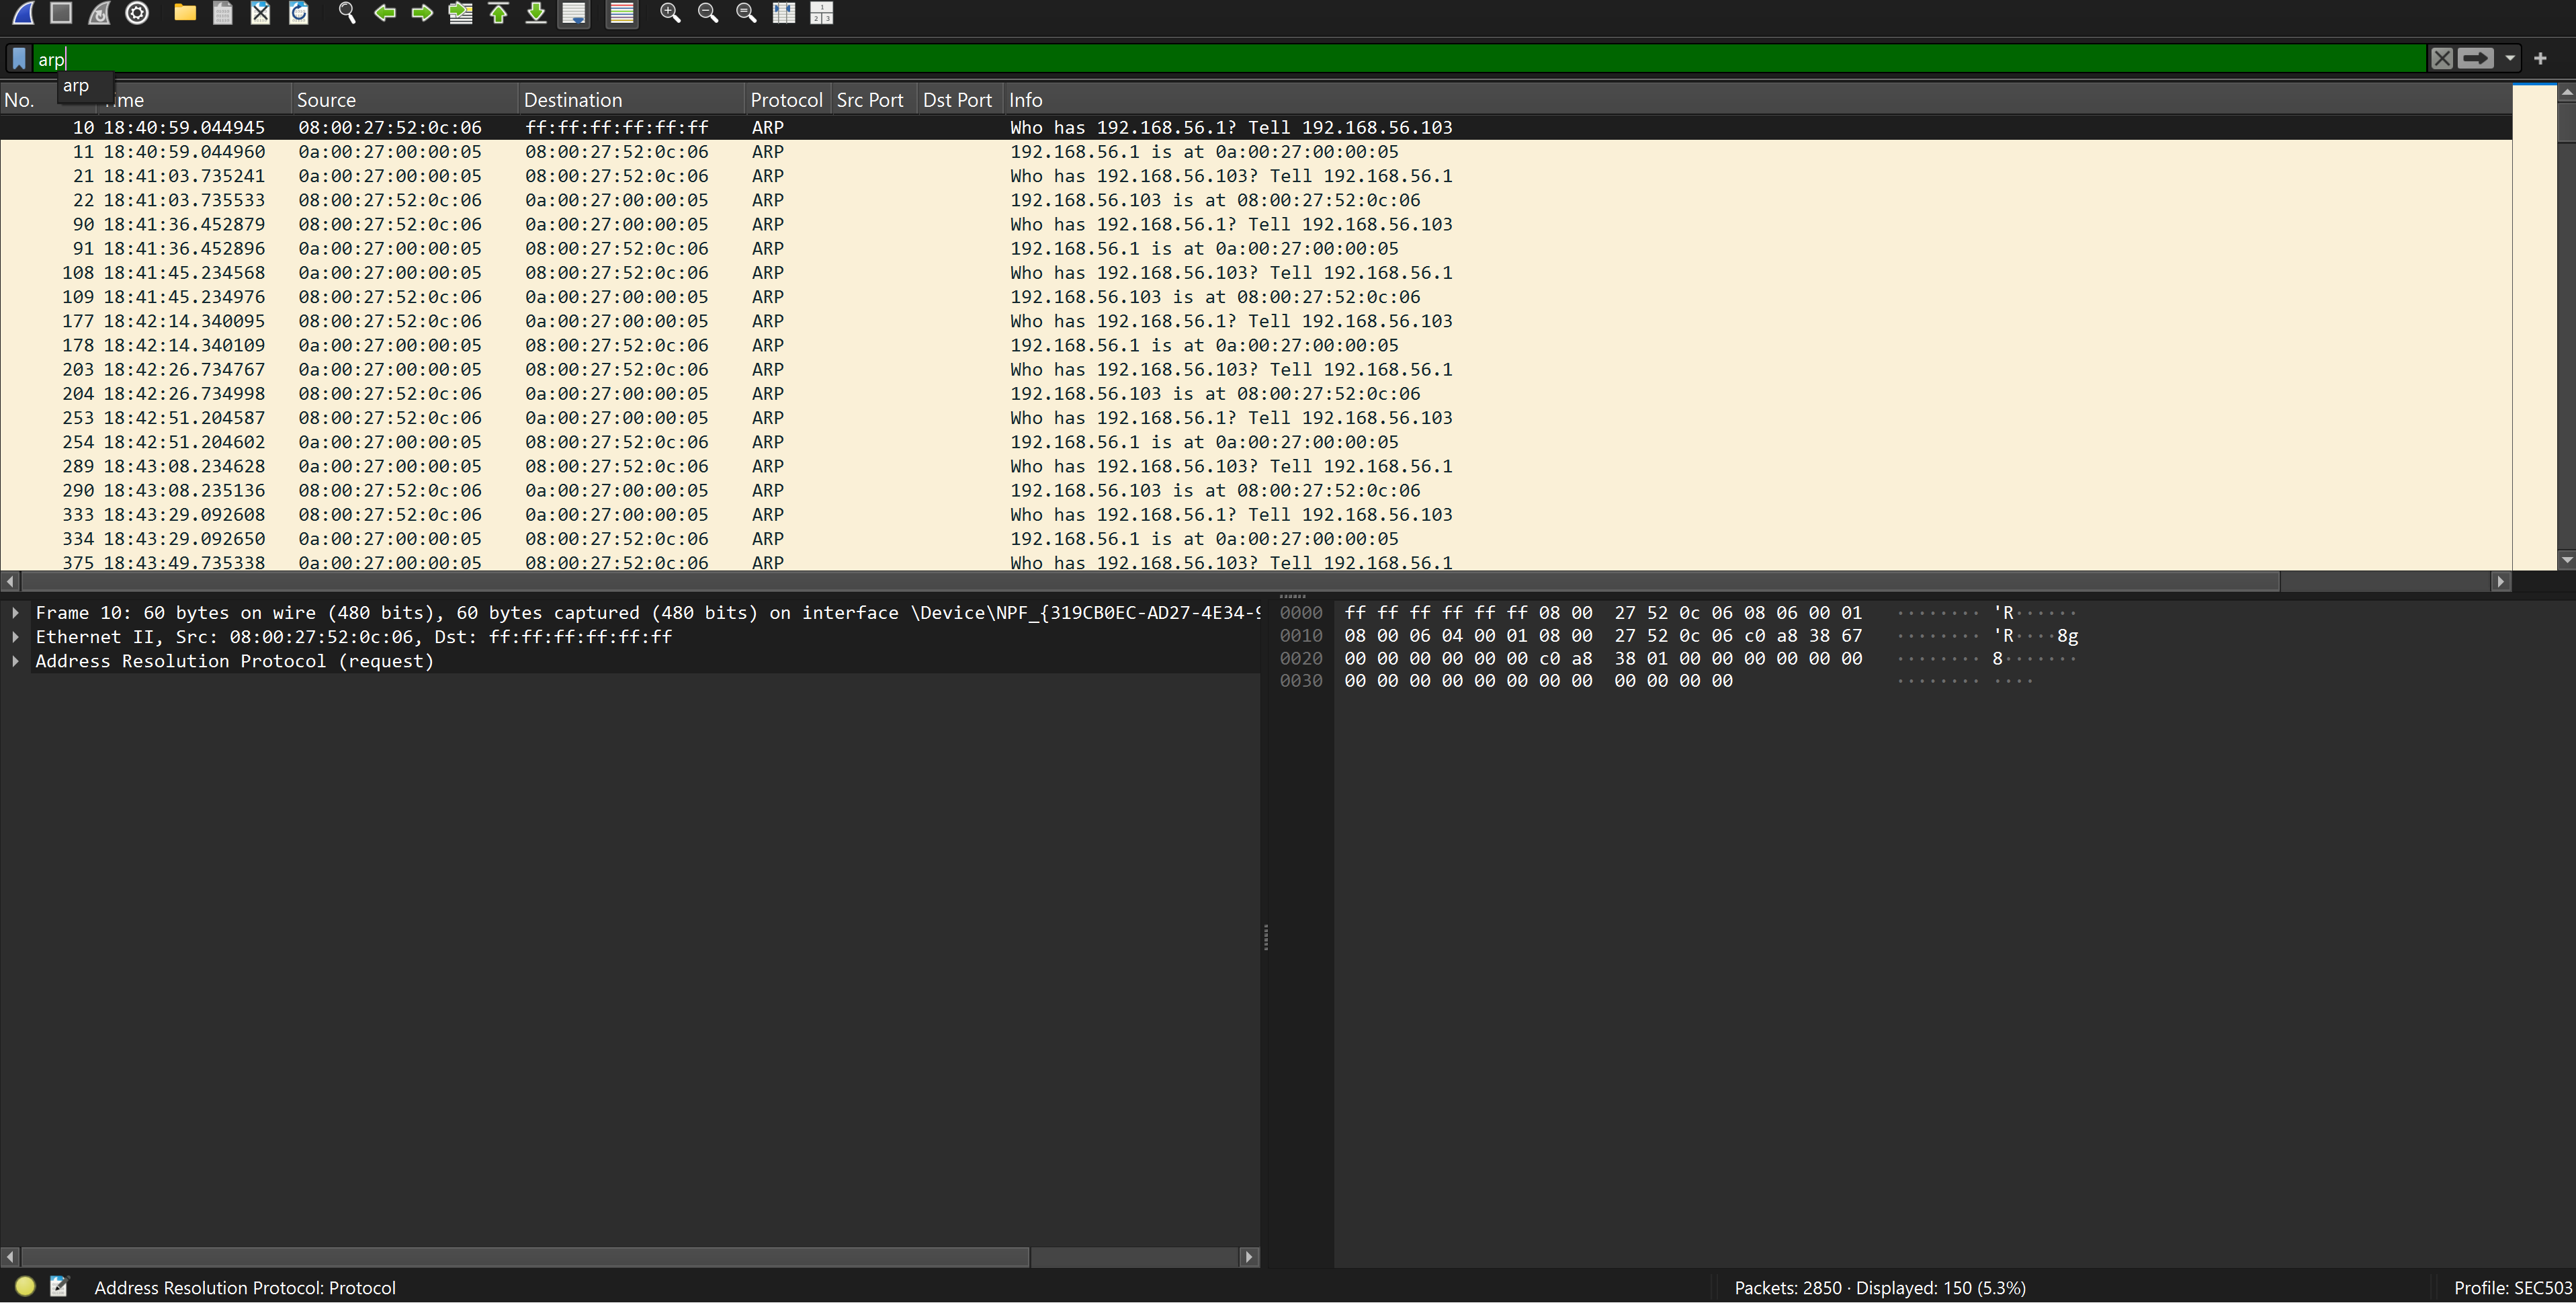 arp
arp
No. Time Source Destination Protocol Src Port Dst Port Info
10 18:40:59.044945 08:00:27:52:0c:06 ff:ff:ff:ff:ff:ff ARP Who has 192.168.56.1? Tell 192.168.56.103
11 18:40:59.044960 0a:00:27:00:00:05 08:00:27:52:0c:06 ARP 192.168.56.1 is at 0a:00:27:00:00:05
21 18:41:03.735241 0a:00:27:00:00:05 08:00:27:52:0c:06 ARP Who has 192.168.56.103? Tell 192.168.56.1
22 18:41:03.735533 08:00:27:52:0c:06 0a:00:27:00:00:05 ARP 192.168.56.103 is at 08:00:27:52:0c:06
90 18:41:36.452879 08:00:27:52:0c:06 0a:00:27:00:00:05 ARP Who has 192.168.56.1? Tell 192.168.56.103
91 18:41:36.452896 0a:00:27:00:00:05 08:00:27:52:0c:06 ARP 192.168.56.1 is at 0a:00:27:00:00:05
108 18:41:45.234568 0a:00:27:00:00:05 08:00:27:52:0c:06 ARP Who has 192.168.56.103? Tell 192.168.56.1
109 18:41:45.234976 08:00:27:52:0c:06 0a:00:27:00:00:05 ARP 192.168.56.103 is at 08:00:27:52:0c:06
177 18:42:14.340095 08:00:27:52:0c:06 0a:00:27:00:00:05 ARP Who has 192.168.56.1? Tell 192.168.56.103
178 18:42:14.340109 0a:00:27:00:00:05 08:00:27:52:0c:06 ARP 192.168.56.1 is at 0a:00:27:00:00:05
203 18:42:26.734767 0a:00:27:00:00:05 08:00:27:52:0c:06 ARP Who has 192.168.56.103? Tell 192.168.56.1
204 18:42:26.734998 08:00:27:52:0c:06 0a:00:27:00:00:05 ARP 192.168.56.103 is at 08:00:27:52:0c:06
253 18:42:51.204587 08:00:27:52:0c:06 0a:00:27:00:00:05 ARP Who has 192.168.56.1? Tell 192.168.56.103
254 18:42:51.204602 0a:00:27:00:00:05 08:00:27:52:0c:06 ARP 192.168.56.1 is at 0a:00:27:00:00:05
289 18:43:08.234628 0a:00:27:00:00:05 08:00:27:52:0c:06 ARP Who has 192.168.56.103? Tell 192.168.56.1
290 18:43:08.235136 08:00:27:52:0c:06 0a:00:27:00:00:05 ARP 192.168.56.103 is at 08:00:27:52:0c:06
333 18:43:29.092608 08:00:27:52:0c:06 0a:00:27:00:00:05 ARP Who has 192.168.56.1? Tell 192.168.56.103
334 18:43:29.092650 0a:00:27:00:00:05 08:00:27:52:0c:06 ARP 192.168.56.1 is at 0a:00:27:00:00:05
375 18:43:49.735338 0a:00:27:00:00:05 08:00:27:52:0c:06 ARP Who has 192.168.56.103? Tell 192.168.56.1
Frame 10: 60 bytes on wire (480 bits), 60 bytes captured (480 bits) on interface \Device\NPF_{319CB0EC-AD27-4E34-9
Ethernet II, Src: 08:00:27:52:0c:06, Dst: ff:ff:ff:ff:ff:ff
Address Resolution Protocol (request)
0000 ff ff ff ff ff ff 08 00 27 52 0c 06 08 06 00 01 ········ 'R······
0010 08 00 06 04 00 01 08 00 27 52 0c 06 c0 a8 38 67 ········ 'R····8g
0020 00 00 00 00 00 00 c0 a8 38 01 00 00 00 00 00 00 ········ 8·······
0030 00 00 00 00 00 00 00 00 00 00 00 00 ········ ····
Address Resolution Protocol: Protocol
Packets: 2850 · Displayed: 150 (5.3%)
Profile: SEC503